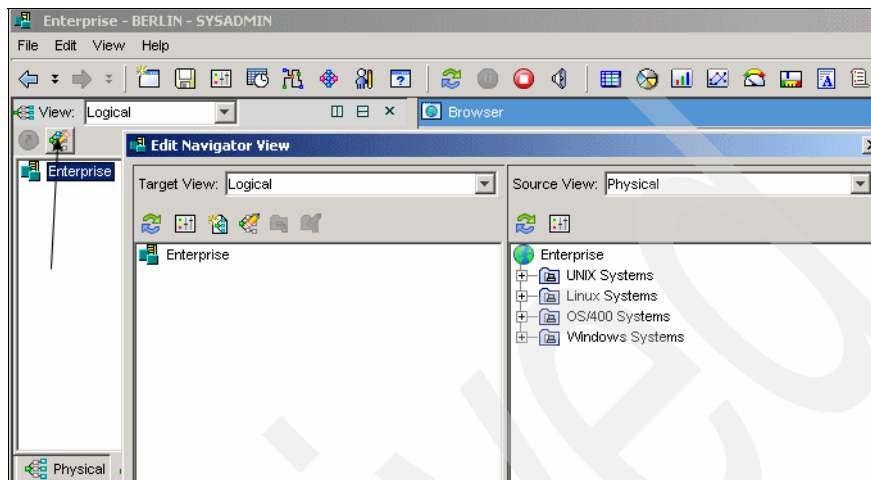 Enterprise - BERLIN - SYSADMIN
File Edit View Help
View: Logical
Browser
Edit Navigator View
Enterprise
Target View: Logical
Source View: Physical
Enterprise
Enterprise
UNIX Systems
Linux Systems
OS/400 Systems
Windows Systems
Physical